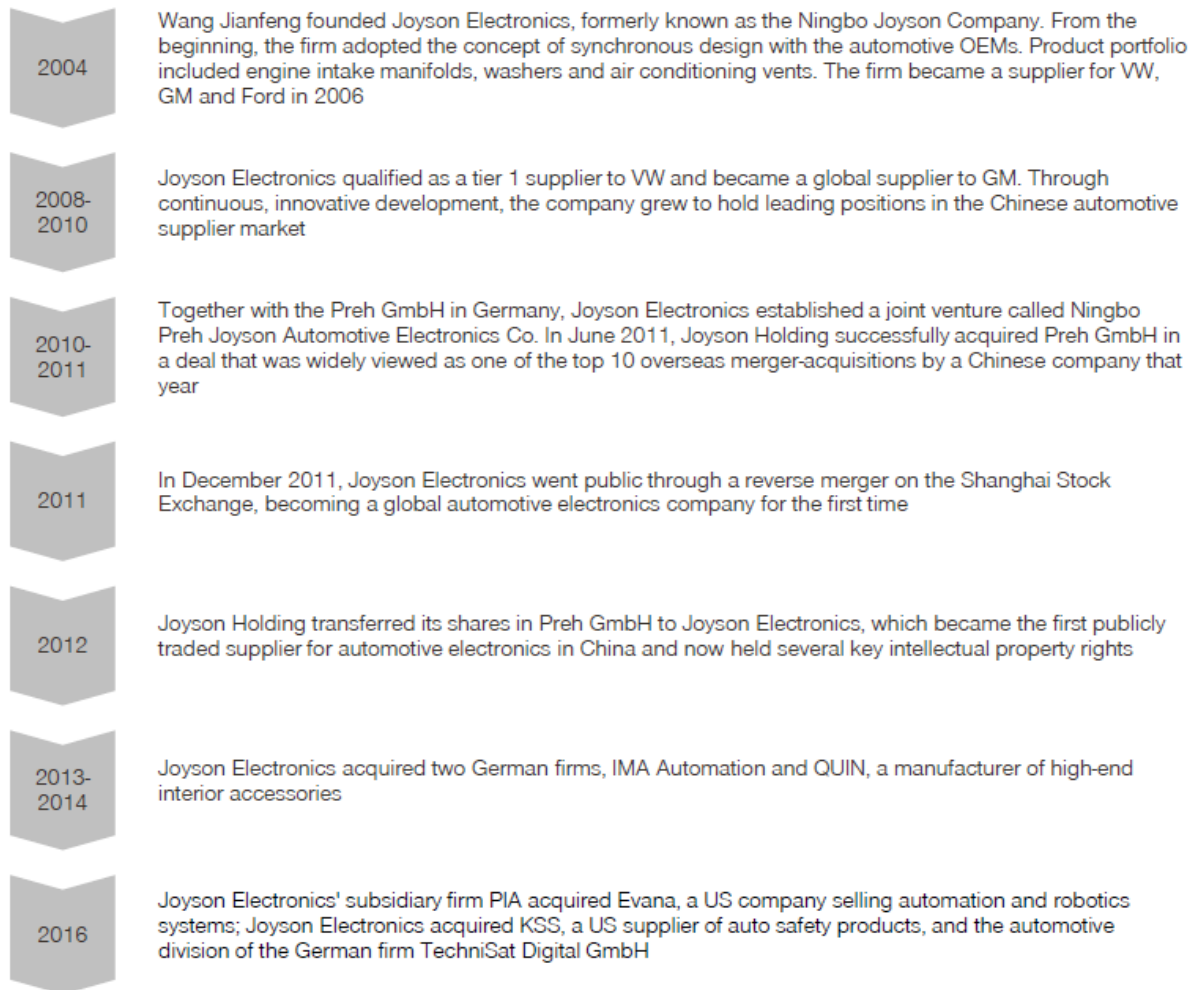 2004
Wang Jianfeng founded Joyson Electronics, formerly known as the Ningbo Joyson Company. From the
beginning, the firm adopted the concept of synchronous design with the automotive OEMs. Product portfolio
included engine intake manifolds, washers and air conditioning vents. The firm became a supplier for VW,
GM and Ford in 2006
2008-
2010
Joyson Electronics qualified as a tier 1 supplier to VW and became a global supplier to GM. Through
continuous, innovative development, the company grew to hold leading positions in the Chinese automotive
supplier market
2010-
2011
Together with the Preh GmbH in Germany, Joyson Electronics established a joint venture called Ningbo
Preh Joyson Automotive Electronics Co. In June 2011, Joyson Holding successfully acquired Preh GmbH in
a deal that was widely viewed as one of the top 10 overseas merger-acquisitions by a Chinese company that
year
2011
In December 2011, Joyson Electronics went public through a reverse merger on the Shanghai Stock
Exchange, becoming a global automotive electronics company for the first time
2012
Joyson Holding transferred its shares in Preh GmbH to Joyson Electronics, which became the first publicly
traded supplier for automotive electronics in China and now held several key intellectual property rights
2013-
2014
Joyson Electronics acquired two German firms, IMA Automation and QUIN, a manufacturer of high-end
interior accessories
2016
Joyson Electronics' subsidiary firm PIA acquired Evana, a US company selling automation and robotics
systems; Joyson Electronics acquired KSS, a US supplier of auto safety products, and the automotive
division of the German firm TechniSat Digital GmbH